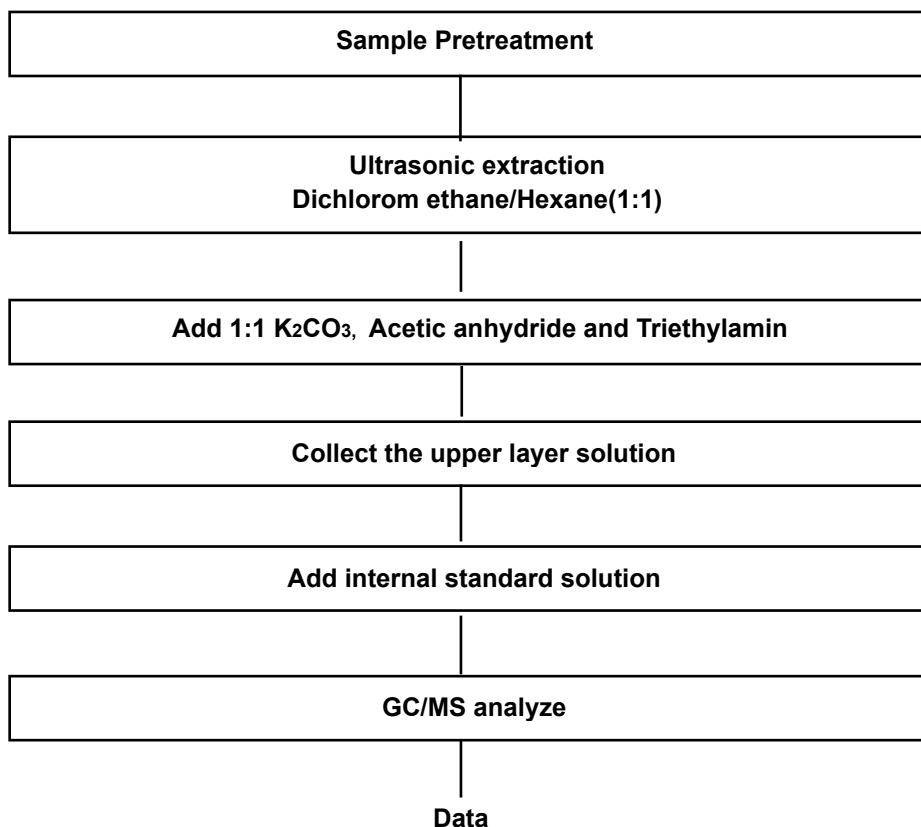 Sample Pretreatment
Ultrasonic extraction
Dichlorom ethane/Hexane(1:1)
Add 1:1 K₂CO₃, Acetic anhydride and Triethylamin
Collect the upper layer solution
Add internal standard solution
GC/MS analyze
Data